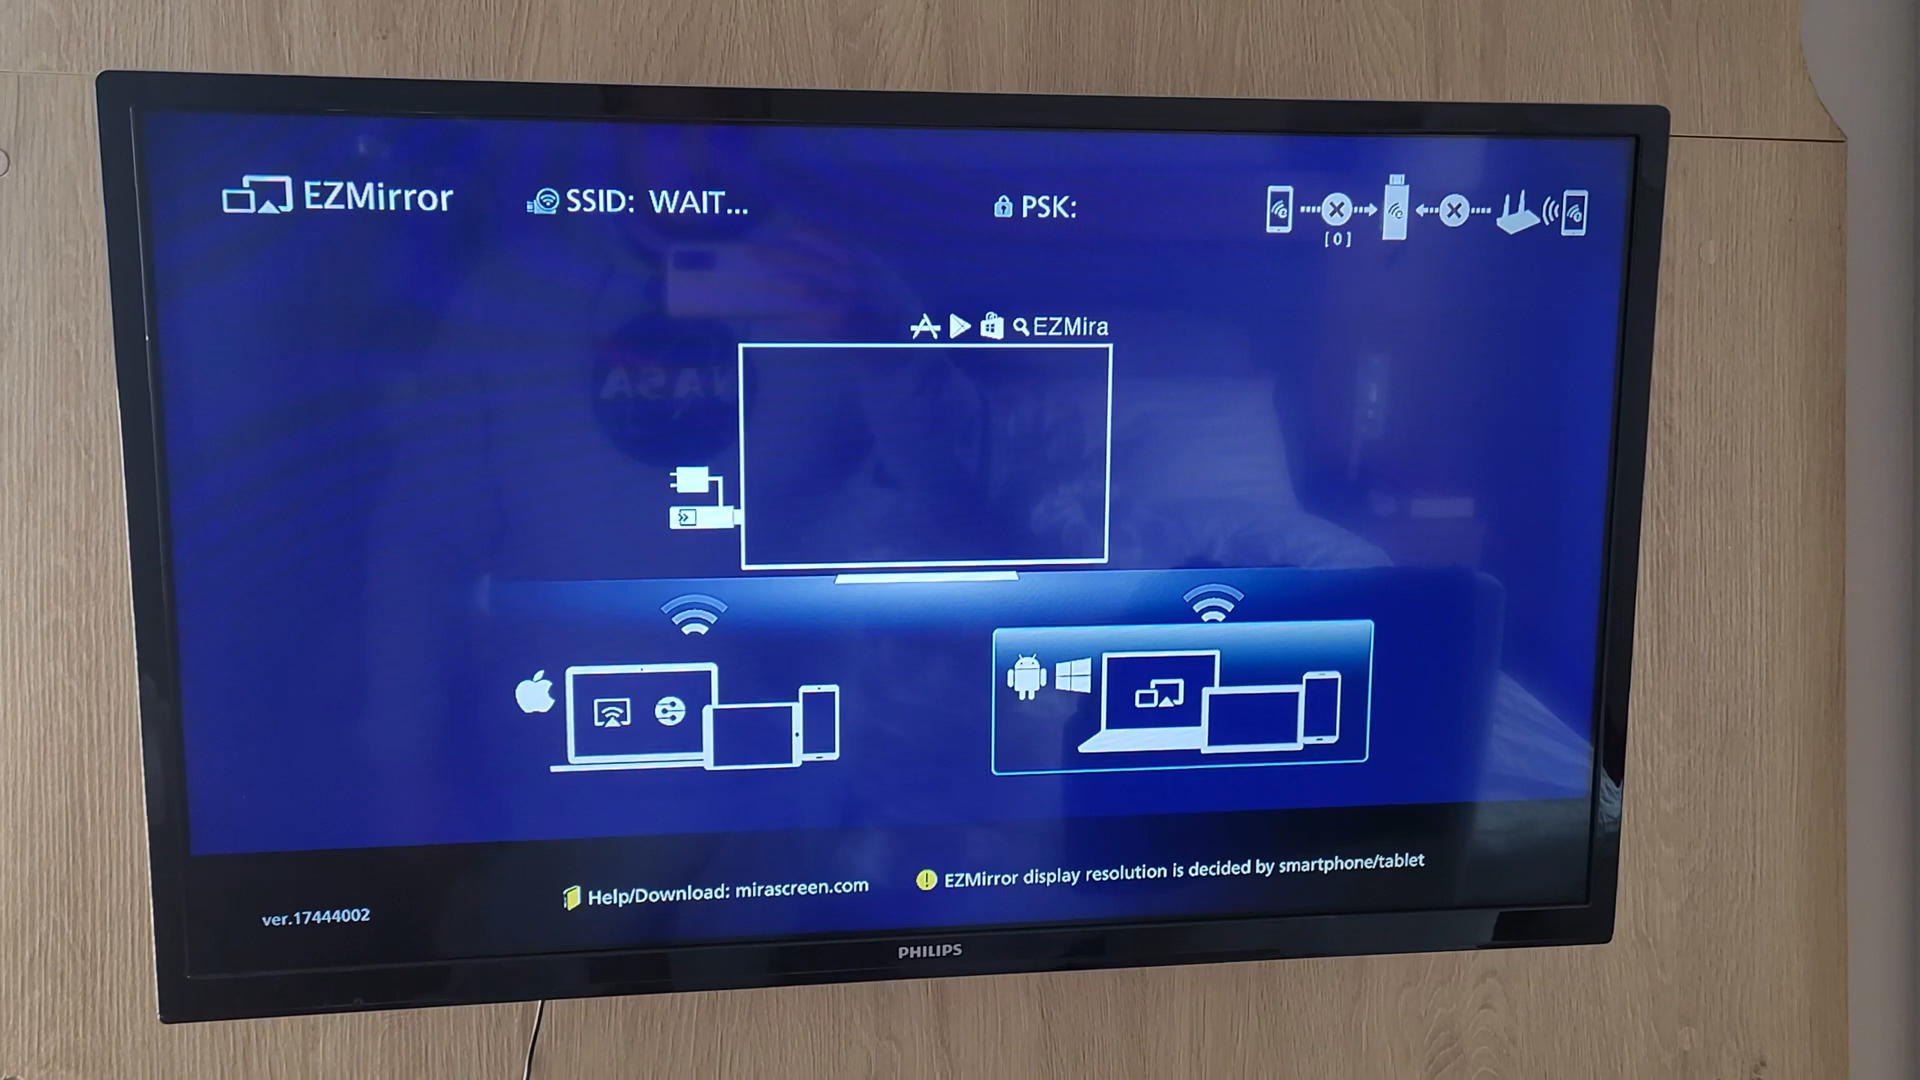 EZMirror
SSID: WAIT...
PSK:
[0]
EZMira
NASA
Help/Download: mirascreen.com
EZMirror display resolution is decided by smartphone/tablet
ver.17444002
PHILIPS